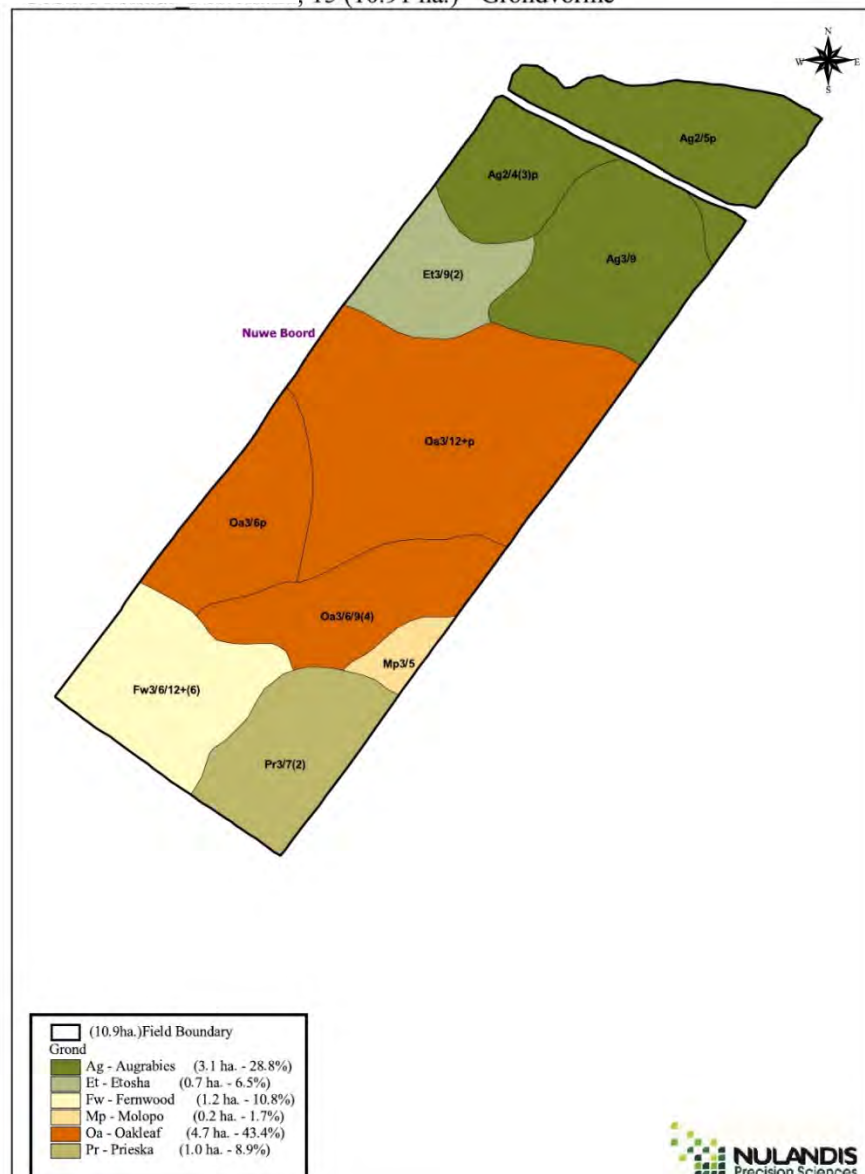 , 15 (10.91 ha.) - Grondvorme
N
W E
S
Ag2/5p
Ag2/4(3)p
Ag3/9
Et3/9(2)
Nuwe Boord
Oa3/12+p
Oa3/6p
Oa3/6/9(4)
Mp3/5
Fw3/6/12+(6)
Pr3/7(2)
(10.9ha.)Field Boundary
Grond
Ag - Augrabies (3.1 ha. - 28.8%)
Et - Etosha (0.7 ha. - 6.5%)
Fw - Fernwood (1.2 ha. - 10.8%)
Mp - Molopo (0.2 ha. - 1.7%)
Oa - Oakleaf (4.7 ha. - 43.4%)
Pr - Prieska (1.0 ha. - 8.9%)
NULANDIS
Precision Sciences